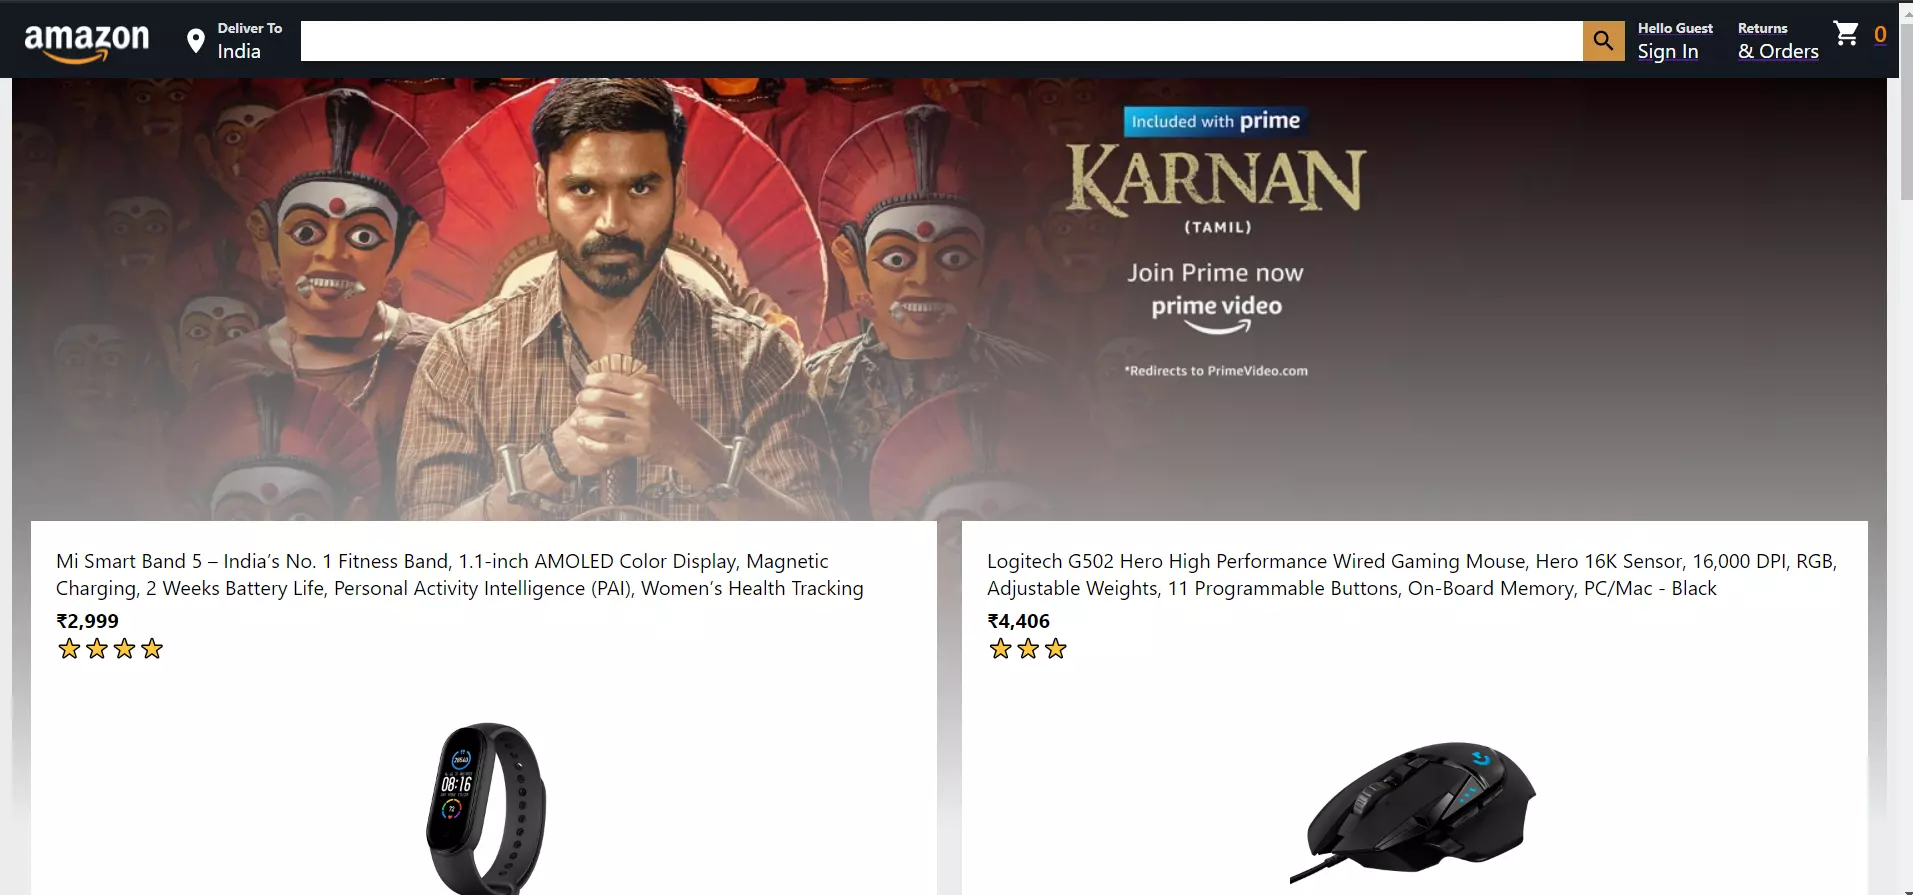 amazon
Deliver To
India
Hello Guest
Sign In
Returns
& Orders
0
Included with prime
KARNAN
(TAMIL)
Join Prime now
prime video
*Redirects to PrimeVideo.com
Mi Smart Band 5 – India’s No. 1 Fitness Band, 1.1-inch AMOLED Color Display, Magnetic
Charging, 2 Weeks Battery Life, Personal Activity Intelligence (PAI), Women’s Health Tracking
₹2,999
Logitech G502 Hero High Performance Wired Gaming Mouse, Hero 16K Sensor, 16,000 DPI, RGB,
Adjustable Weights, 11 Programmable Buttons, On-Board Memory, PC/Mac - Black
₹4,406
08:16